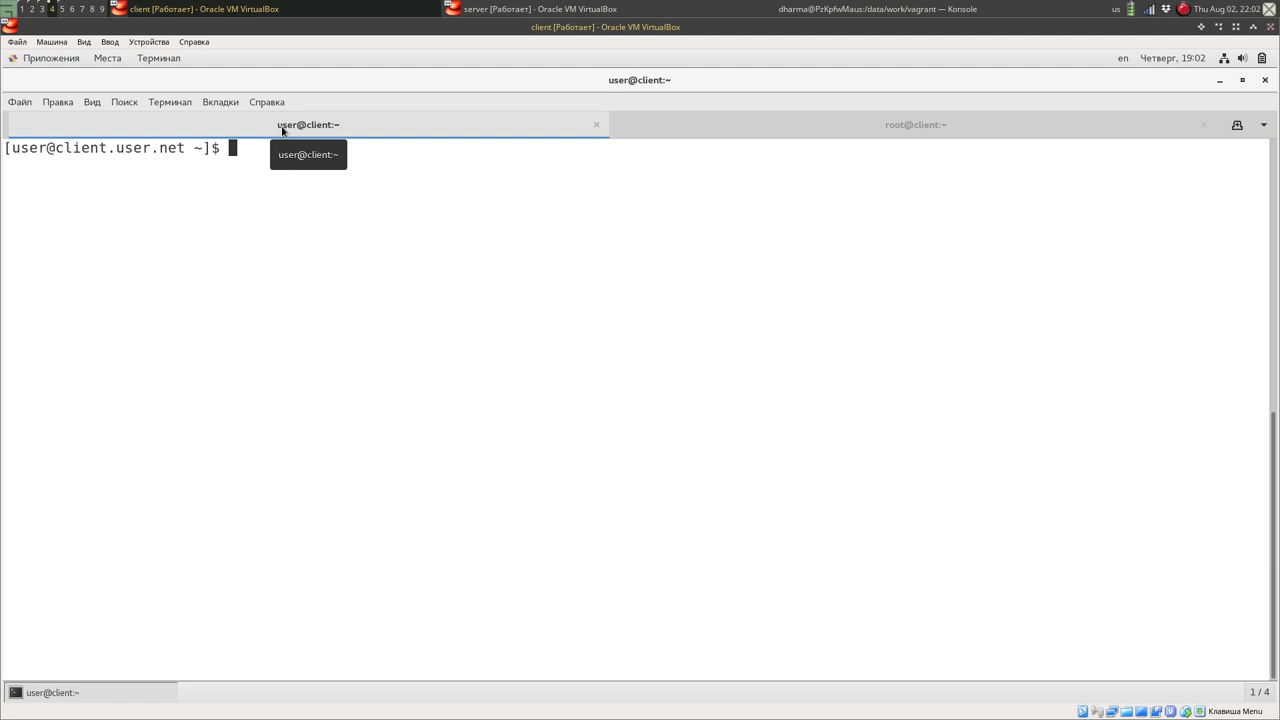 1 2 3 4 5 6 7 8 9 client [Работает] - Oracle VM VirtualBox server [Работает] - Oracle VM VirtualBox dharma@PzKpfwMaus:/data/work/vagrant — Konsole us Thu Aug 02, 22:02
client [Работает] - Oracle VM VirtualBox
Файл Машина Вид Ввод Устройства Справка
Приложения Места Терминал en Четверг, 19:02
user@client:~
Файл Правка Вид Поиск Терминал Вкладки Справка
user@client:~ root@client:~
[user@client.user.net ~]$
user@client:~
user@client:~ 1 / 4
Клавиша Menu